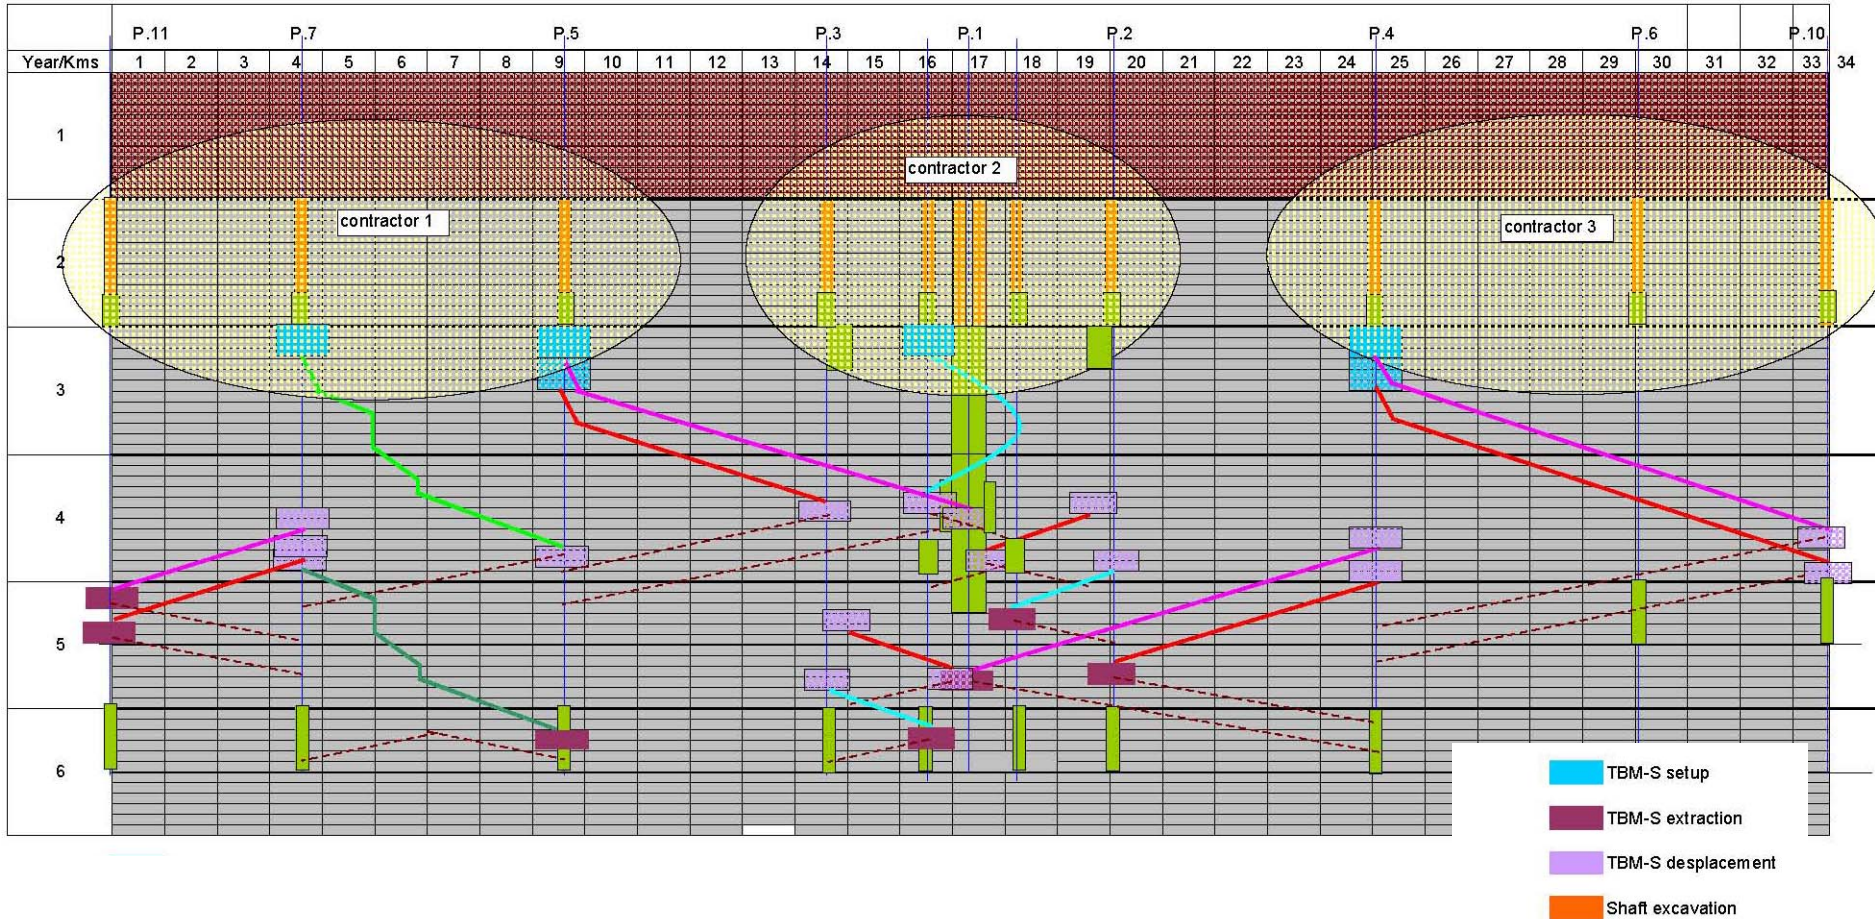 P.11 P.7 P.5 P.3 P.1 P.2 P.4 P.6 P.10
Year/Kms 1 2 3 4 5 6 7 8 9 10 11 12 13 14 15 16 17 18 19 20 21 22 23 24 25 26 27 28 29 30 31 32 33 34
1
contractor 2
contractor 1
contractor 3
2
3
4
5
6
TBM-S setup
TBM-S extraction
TBM-S desplacement
Shaft excavation